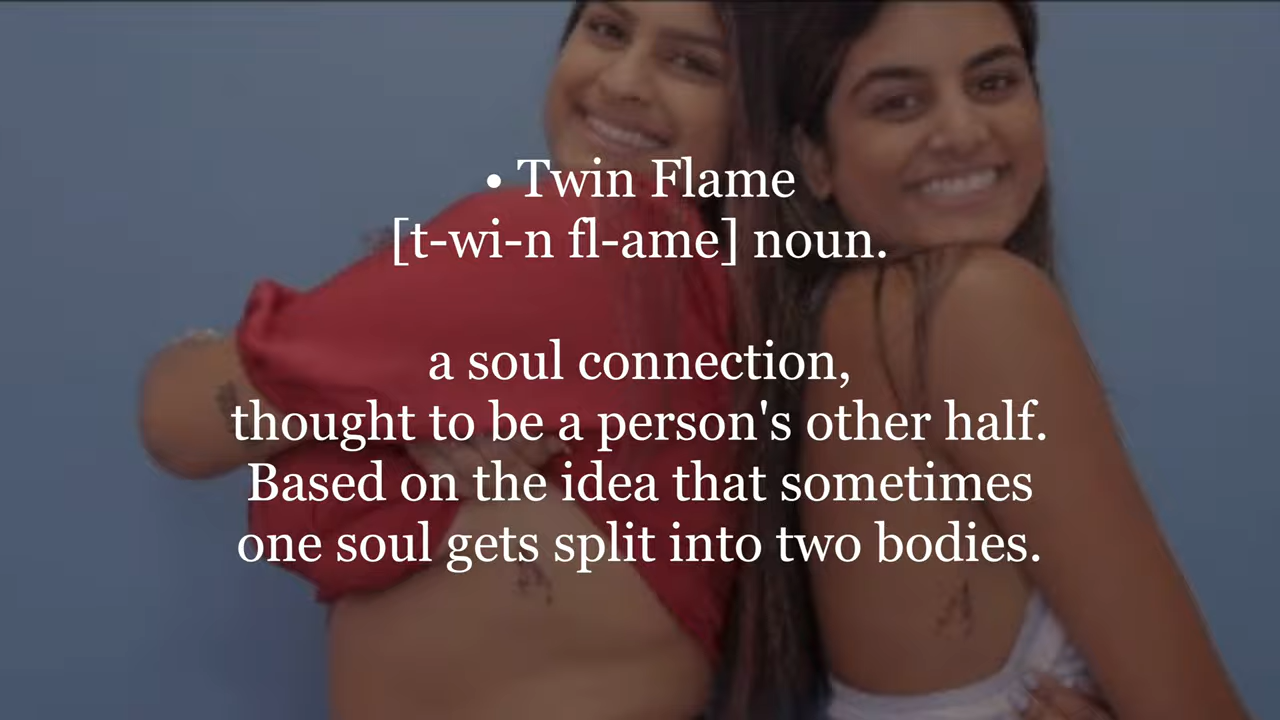 • Twin Flame
[t-wi-n fl-ame] noun.
a soul connection,
thought to be a person's other half.
Based on the idea that sometimes
one soul gets split into two bodies.